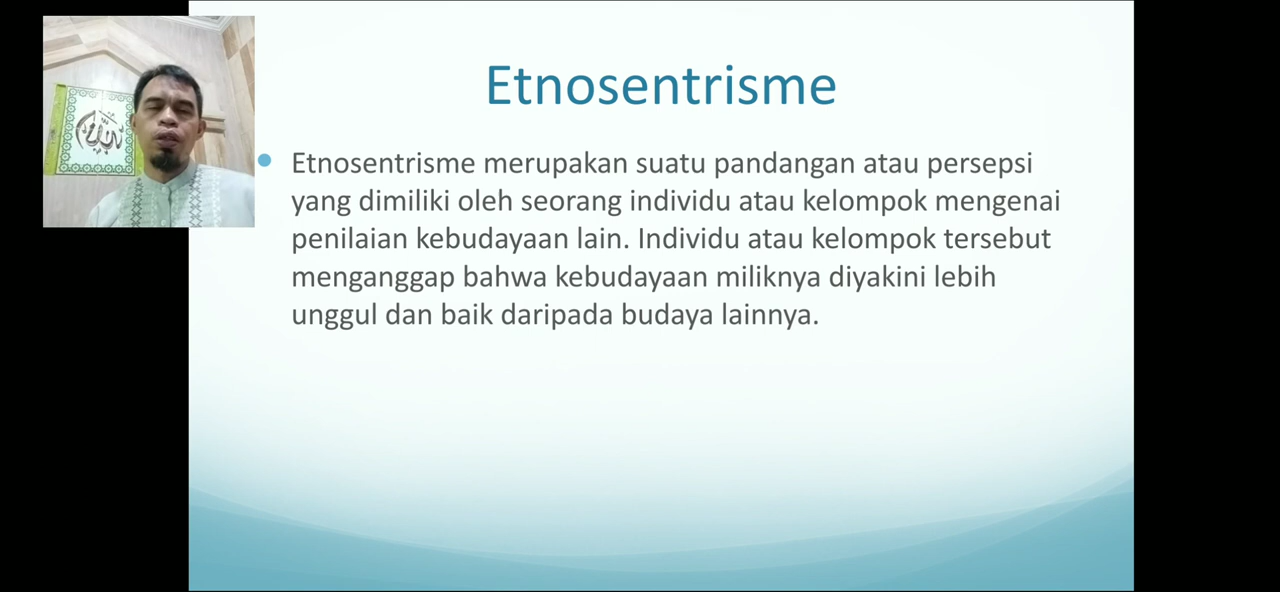 Etnosentrisme
Etnosentrisme merupakan suatu pandangan atau persepsi
yang dimiliki oleh seorang individu atau kelompok mengenai
penilaian kebudayaan lain. Individu atau kelompok tersebut
menganggap bahwa kebudayaan miliknya diyakini lebih
unggul dan baik daripada budaya lainnya.